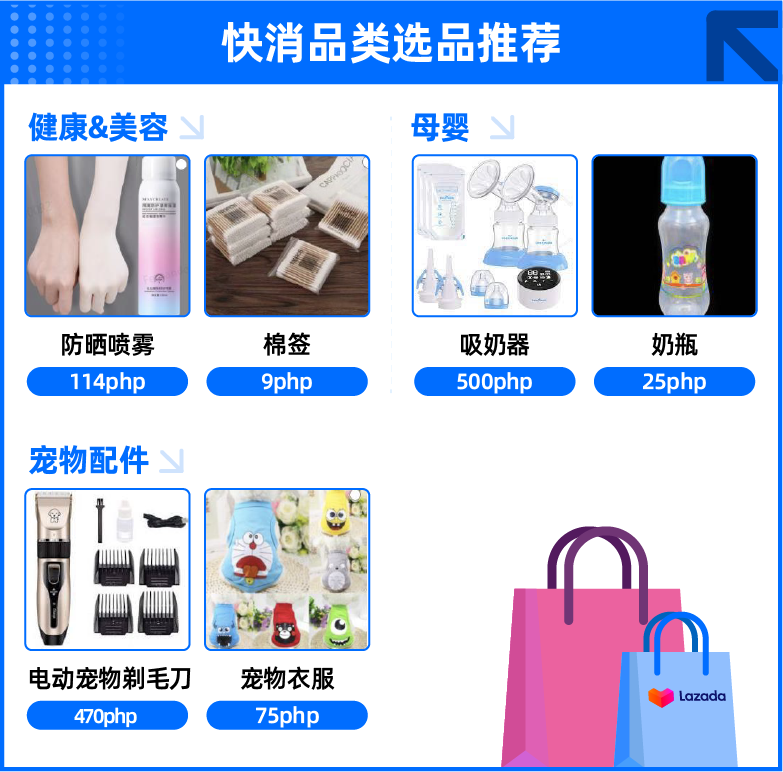 快消品类选品推荐
健康&美容
母婴
防晒喷雾
棉签
吸奶器
奶瓶
114php
9php
500php
25php
宠物配件
电动宠物剃毛刀
宠物衣服
470php
75php
Lazada